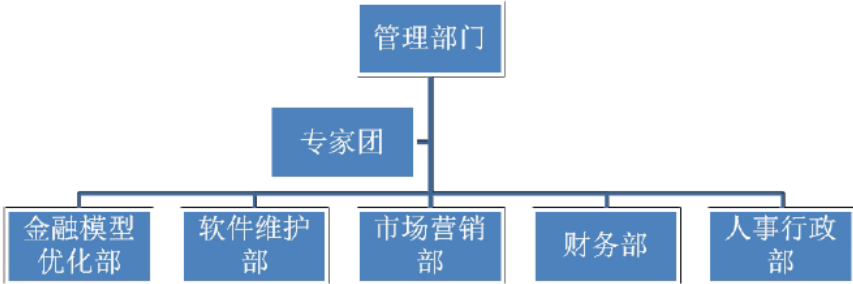 管理部门
专家团
金融模型
优化部
软件维护
部
市场营销
部
财务部
人事行政
部